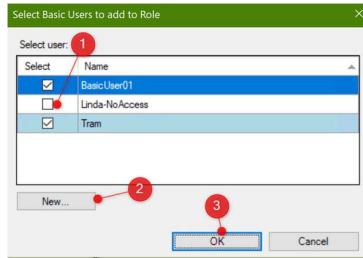 Select Basic Users to add to Role
Select user:
1
Select Name
BasicUser01
Linda-NoAccess
Tram
New...
2
3
OK Cancel